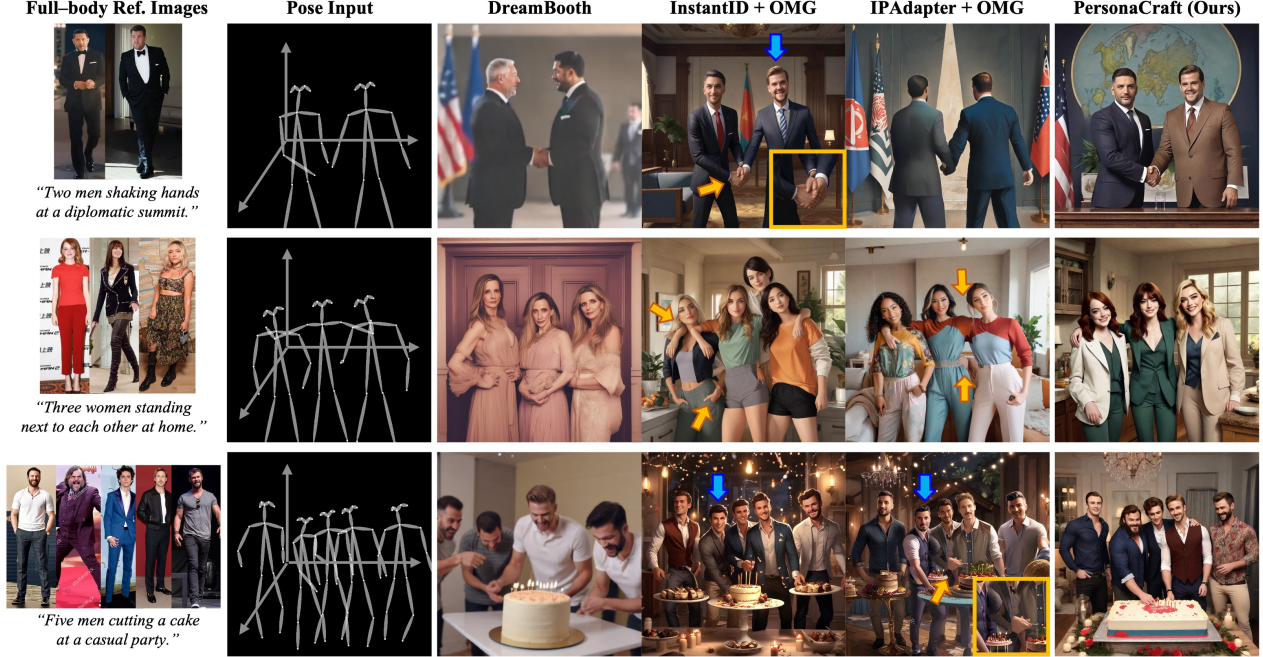 Full–body Ref. Images
Pose Input
DreamBooth
InstantID + OMG
IPAdapter + OMG
PersonaCraft (Ours)
“Two men shaking hands
at a diplomatic summit.”
“Three women standing
next to each other at home.”
“Five men cutting a cake
at a casual party.”